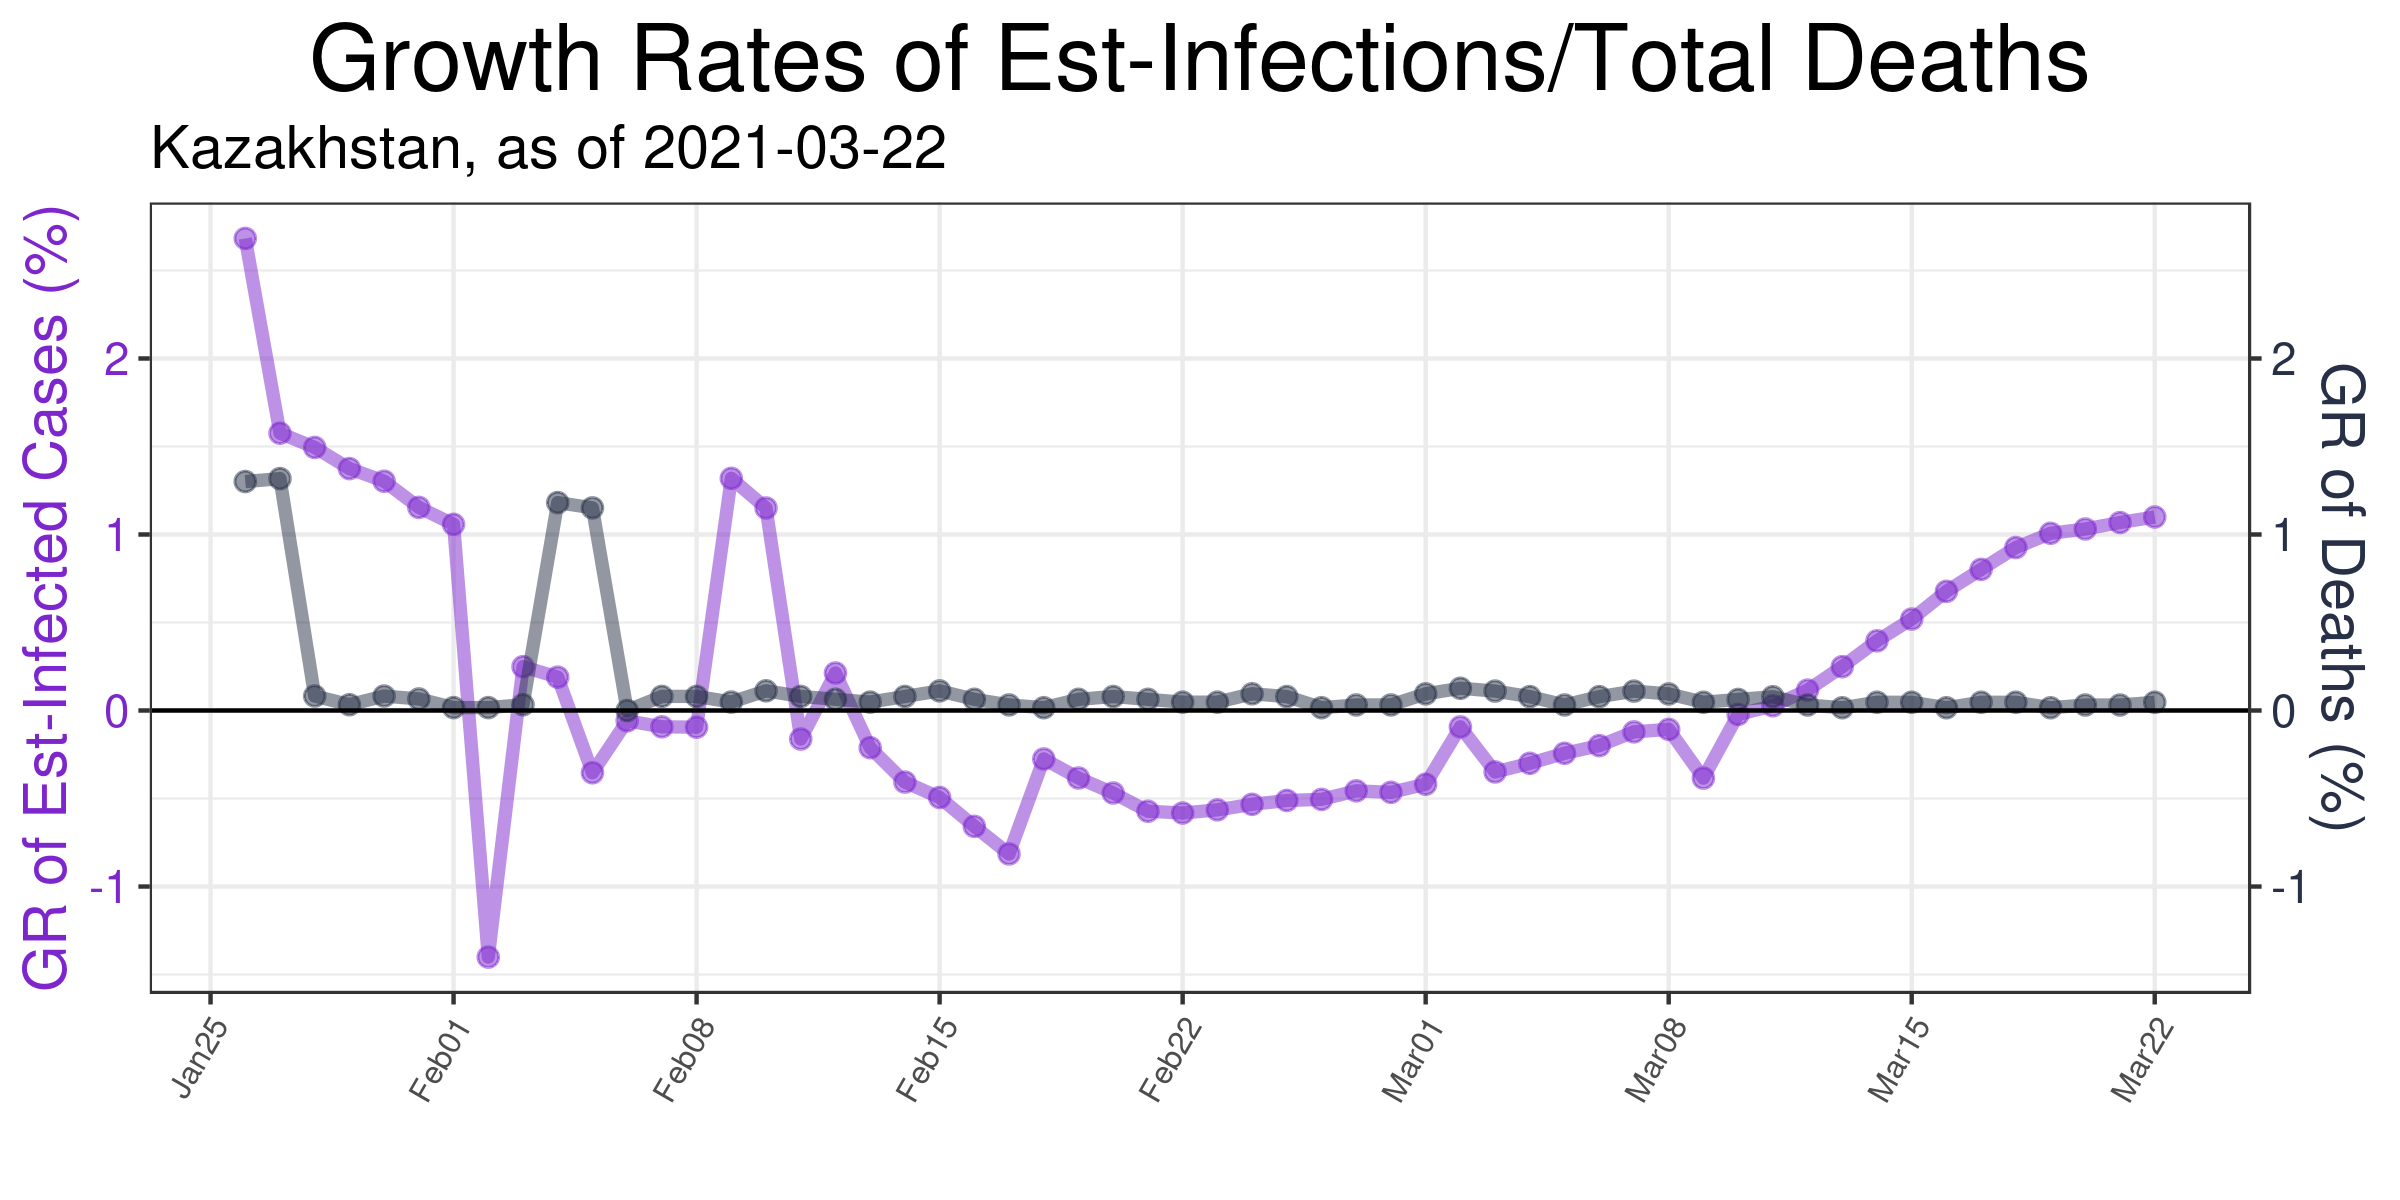 Growth Rates of Est-Infections/Total Deaths
Kazakhstan, as of 2021-03-22
GR of Est-Infected Cases (%)
2
1
0
-1
2
1
0
-1
GR of Deaths (%)
Jan25
Feb01
Feb08
Feb15
Feb22
Mar01
Mar08
Mar15
Mar22